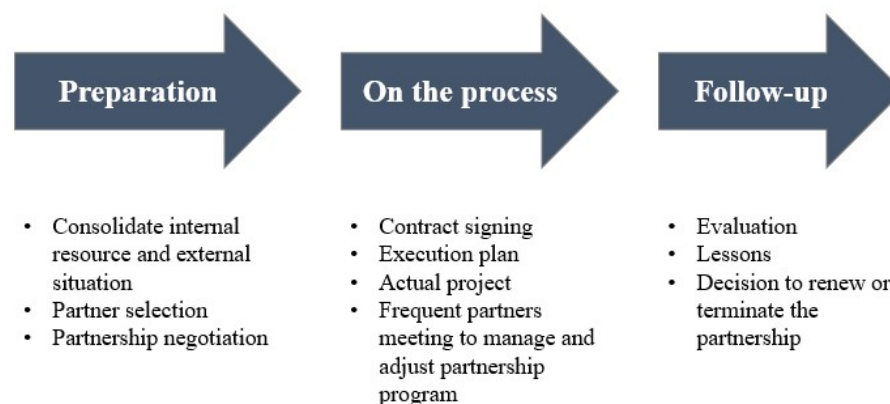 Preparation
On the process
Follow-up
• Consolidate internal
resource and external
situation
• Partner selection
• Partnership negotiation
• Contract signing
• Execution plan
• Actual project
• Frequent partners
meeting to manage and
adjust partnership
program
• Evaluation
• Lessons
• Decision to renew or
terminate the
partnership